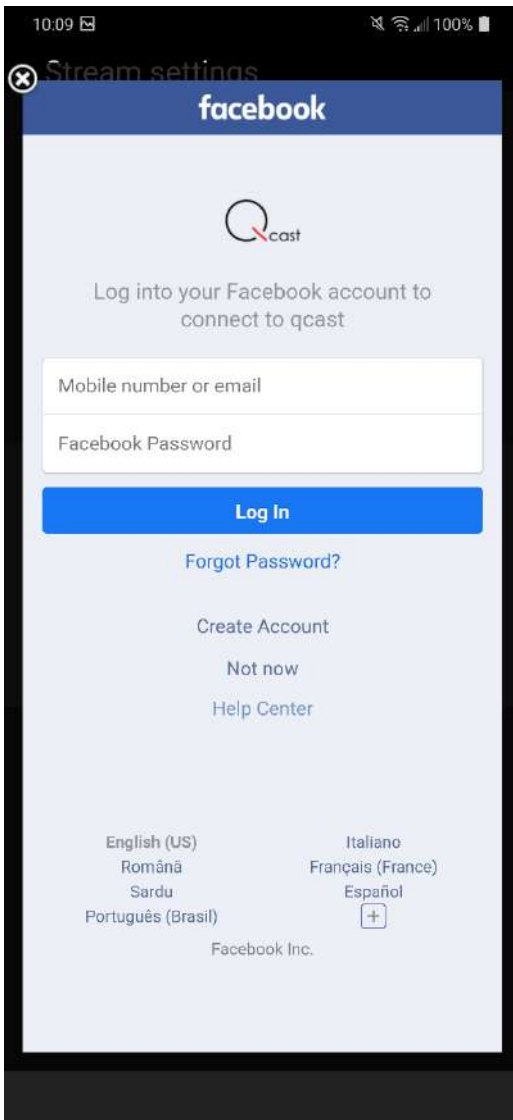 10:09 100%
Stream settings
facebook
Qcast
Log into your Facebook account to
connect to qcast
Mobile number or email
Facebook Password
Log In
Forgot Password?
Create Account
Not now
Help Center
English (US) Italiano
Română Français (France)
Sardu Español
Português (Brasil) +
Facebook Inc.